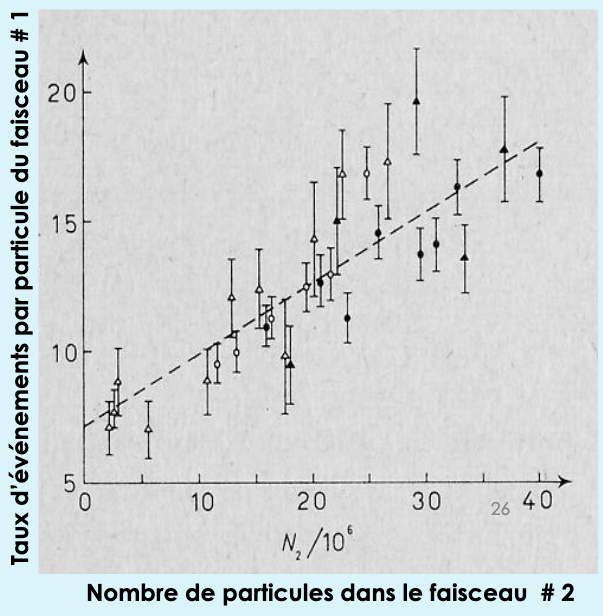 Taux d'événements par particule du faisceau # 1
20
15
10
5
0 10 20 30 40
26
N₂/10⁶
Nombre de particules dans le faisceau # 2